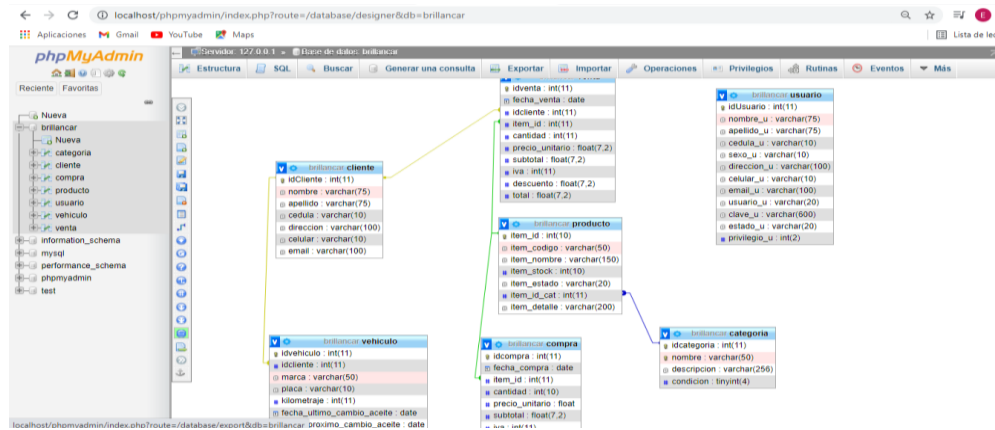 localhost/phpmyadmin/index.php?route=/database/designer&db=brillancar
E
Aplicaciones
Gmail
YouTube
Maps
Lista de lec
phpMyAdmin
Reciente
Favoritas
Nueva
brillancar
Nueva
categoria
cliente
compra
producto
usuario
vehiculo
venta
information_schema
mysql
performance_schema
phpmyadmin
test
Servidor: 127.0.0.1 » Base de datos: brillancar
Estructura
SQL
Buscar
Generar una consulta
Exportar
Importar
Operaciones
Privilegios
Rutinas
Eventos
Más
idventa : int(11)
fecha_venta : date
idcliente : int(11)
item_id : int(11)
cantidad : int(11)
precio_unitario : float(7,2)
subtotal : float(7,2)
iva : int(11)
descuento : float(7,2)
total : float(7,2)
brillancar usuario
idUsuario : int(11)
nombre_u : varchar(75)
apellido_u : varchar(75)
cedula_u : varchar(10)
sexo_u : varchar(10)
direccion_u : varchar(100)
celular_u : varchar(10)
email_u : varchar(100)
usuario_u : varchar(20)
clave_u : varchar(600)
estado_u : varchar(20)
privilegio_u : int(2)
brillancar cliente
idCliente : int(11)
nombre : varchar(75)
apellido : varchar(75)
cedula : varchar(10)
direccion : varchar(100)
celular : varchar(10)
email : varchar(100)
brillancar producto
item_id : int(10)
item_codigo : varchar(50)
item_nombre : varchar(150)
item_stock : int(10)
item_estado : varchar(20)
item_id_cat : int(11)
item_detalle : varchar(200)
brillancar vehiculo
idvehiculo : int(11)
idcliente : int(11)
marca : varchar(50)
placa : varchar(10)
kilometraje : int(11)
fecha_ultimo_cambio_aceite : date
proximo_cambio_aceite : date
brillancar compra
idcompra : int(11)
fecha_compra : date
item_id : int(11)
cantidad : int(10)
precio_unitario : float
subtotal : float(7,2)
iva : int(11)
brillancar categoria
idcategoria : int(11)
nombre : varchar(50)
descripcion : varchar(256)
condicion : tinyint(4)
localhost/phpmyadmin/index.php?route=/database/export&db=brillancar